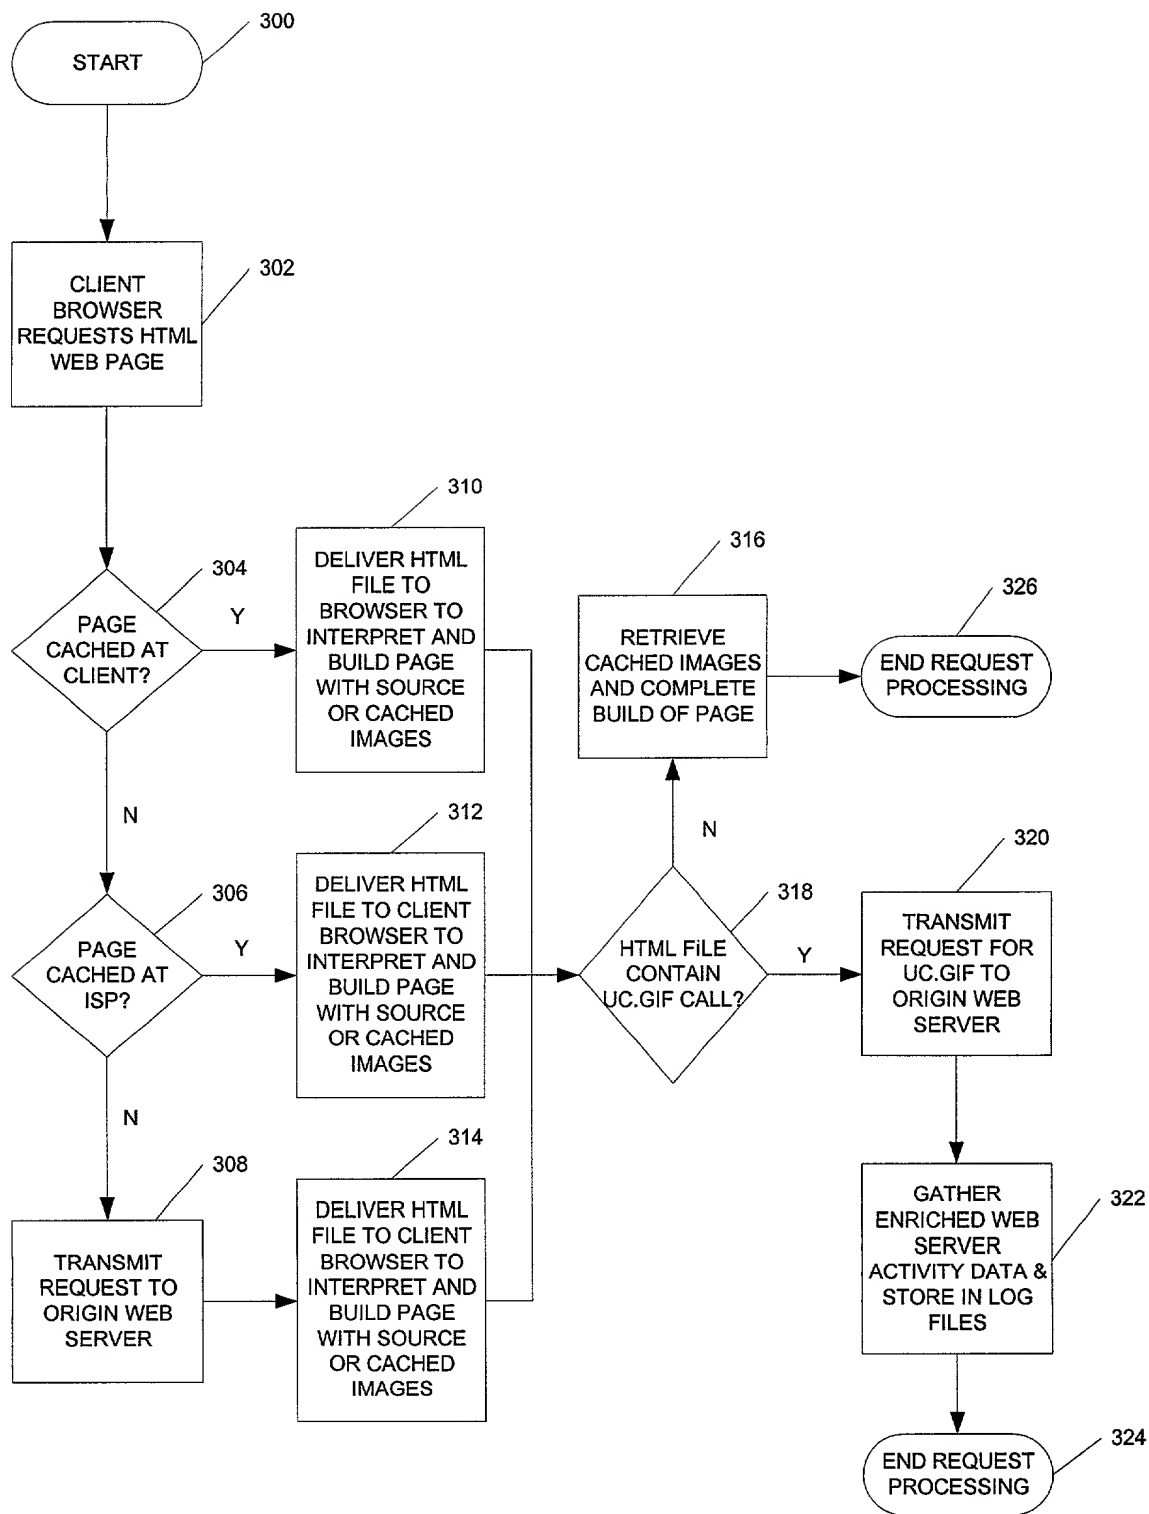 300
START
302
CLIENT
BROWSER
REQUESTS HTML
WEB PAGE
304
PAGE
CACHED AT
CLIENT?
Y
N
310
DELIVER HTML
FILE TO
BROWSER TO
INTERPRET AND
BUILD PAGE
WITH SOURCE
OR CACHED
IMAGES
306
PAGE
CACHED AT
ISP?
Y
N
312
DELIVER HTML
FILE TO CLIENT
BROWSER TO
INTERPRET AND
BUILD PAGE
WITH SOURCE
OR CACHED
IMAGES
308
TRANSMIT
REQUEST TO
ORIGIN WEB
SERVER
314
DELIVER HTML
FILE TO CLIENT
BROWSER TO
INTERPRET AND
BUILD PAGE
WITH SOURCE
OR CACHED
IMAGES
318
HTML FiLE
CONTAIN
UC.GIF CALL?
N
Y
316
RETRIEVE
CACHED IMAGES
AND COMPLETE
BUILD OF PAGE
326
END REQUEST
PROCESSING
320
TRANSMIT
REQUEST FOR
UC.GIF TO
ORIGIN WEB
SERVER
322
GATHER
ENRICHED WEB
SERVER
ACTIVITY DATA &
STORE IN LOG
FILES
324
END REQUEST
PROCESSING